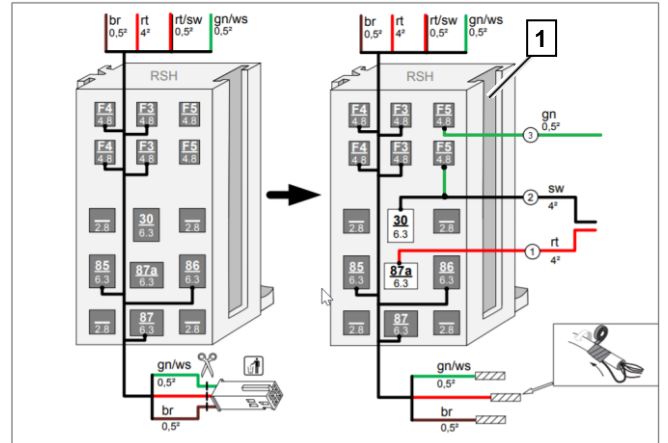 br rt rt/sw gn/ws
0,5² 4² 0,5² 0,5²
RSH
F4 F3 F5
4.8 4.8 4.8
F4 F3 F5
4.8 4.8 4.8
30
2.8 6.3 2.8
85 87a 86
6.3 6.3 6.3
87
2.8 6.3 2.8
gn/ws
0,5²
br
0,5²
br rt rt/sw gn/ws
0,5² 4² 0,5² 0,5²
1
RSH
F4 F3 F5
4.8 4.8 4.8
gn
0,5²
3
F4 F3 F5
4.8 4.8 4.8
sw
4²
2
30
2.8 6.3 2.8
rt
4²
1
85 87a 86
6.3 6.3 6.3
87
2.8 6.3 2.8
gn/ws
0,5²
br
0,5²